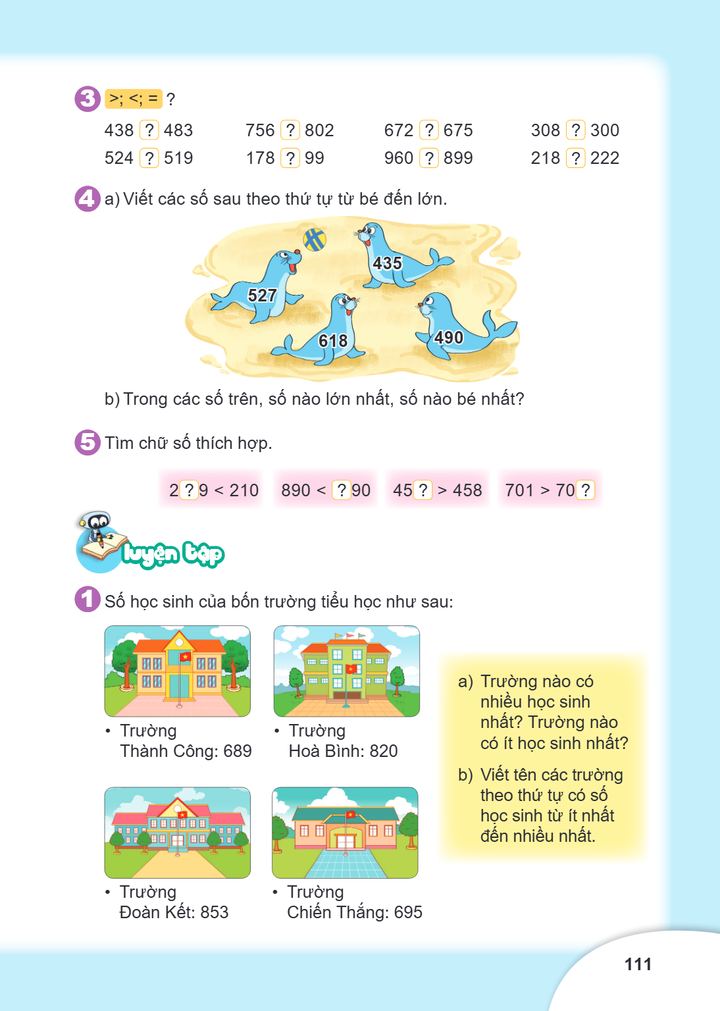 3 >; <; = ?
438 ? 483 756 ? 802 672 ? 675 308 ? 300
524 ? 519 178 ? 99 960 ? 899 218 ? 222
4 a) Viết các số sau theo thứ tự từ bé đến lớn.
435
527
618
490
b) Trong các số trên, số nào lớn nhất, số nào bé nhất?
5 Tìm chữ số thích hợp.
2 ? 9 < 210 890 < ? 90 45 ? > 458 701 > 70 ?
luyện tập
1 Số học sinh của bốn trường tiểu học như sau:
• Trường
Thành Công: 689
• Trường
Hoà Bình: 820
• Trường
Đoàn Kết: 853
• Trường
Chiến Thắng: 695
a) Trường nào có
nhiều học sinh
nhất? Trường nào
có ít học sinh nhất?
b) Viết tên các trường
theo thứ tự có số
học sinh từ ít nhất
đến nhiều nhất.
111